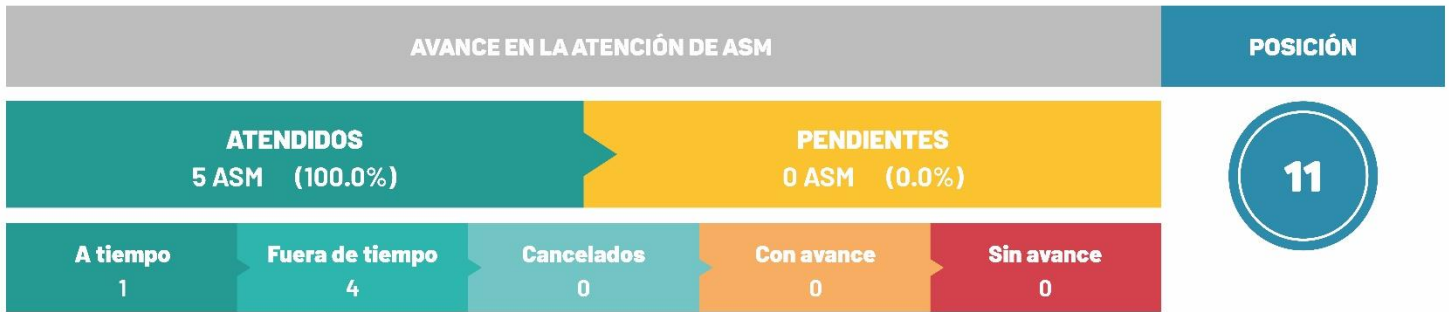 AVANCE EN LA ATENCIÓN DE ASM
POSICIÓN
ATENDIDOS
5 ASM (100.0%)
PENDIENTES
0 ASM (0.0%)
11
A tiempo
1
Fuera de tiempo
4
Cancelados
0
Con avance
0
Sin avance
0